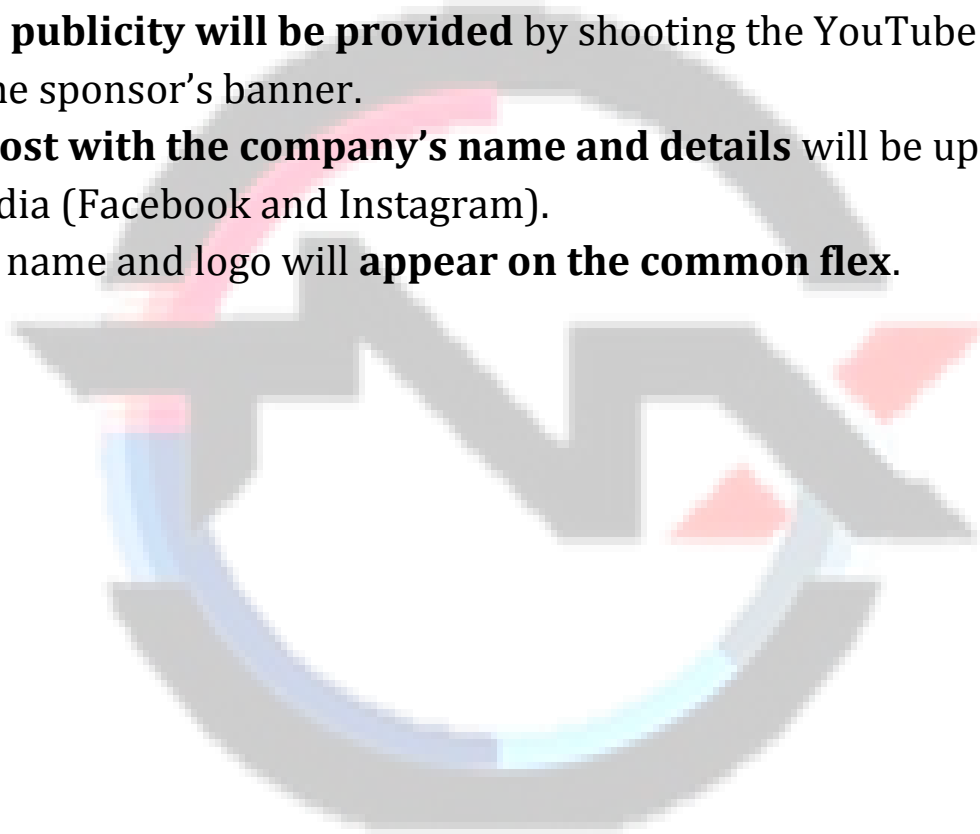 publicity will be provided by shooting the YouTube
he sponsor’s banner.
ost with the company’s name and details will be up
dia (Facebook and Instagram).
name and logo will appear on the common flex.
TNX